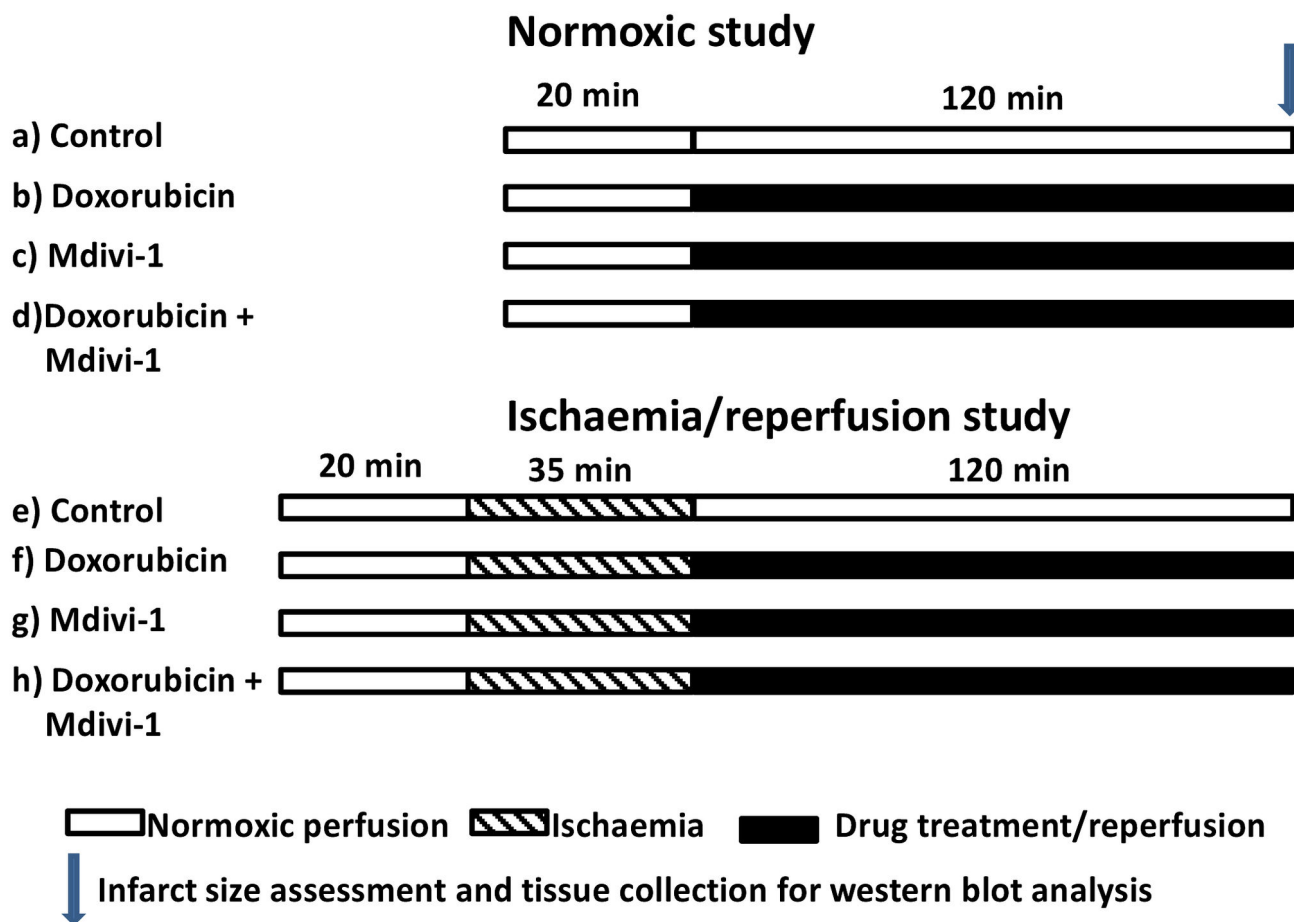 Normoxic study
20 min 120 min
a) Control
b) Doxorubicin
c) Mdivi-1
d)Doxorubicin +
Mdivi-1
Ischaemia/reperfusion study
20 min 35 min 120 min
e) Control
f) Doxorubicin
g) Mdivi-1
h) Doxorubicin +
Mdivi-1
Normoxic perfusion Ischaemia Drug treatment/reperfusion
Infarct size assessment and tissue collection for western blot analysis